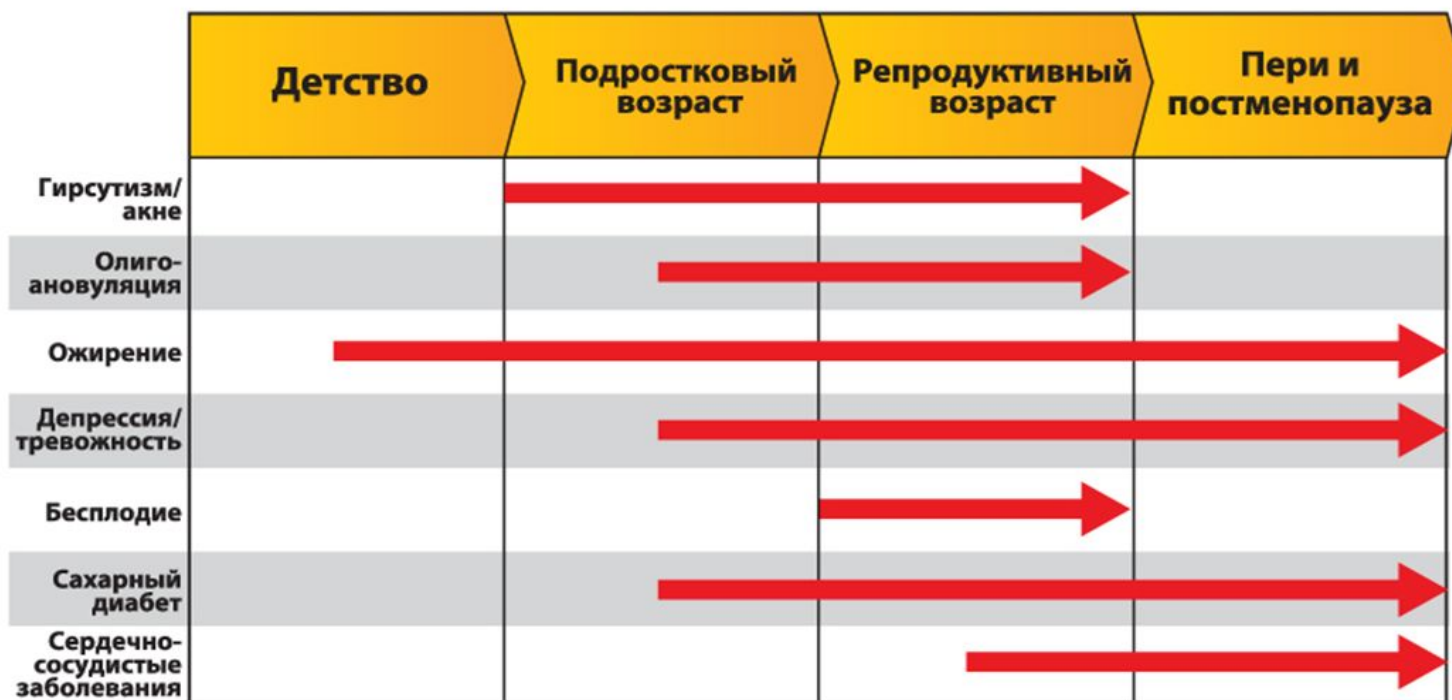 Детство
Подростковый
возраст
Репродуктивный
возраст
Пери и
постменопауза
Гирсутизм/
акне
Олиго-
ановуляция
Ожирение
Депрессия/
тревожность
Бесплодие
Сахарный
диабет
Сердечно-
сосудистые
заболевания